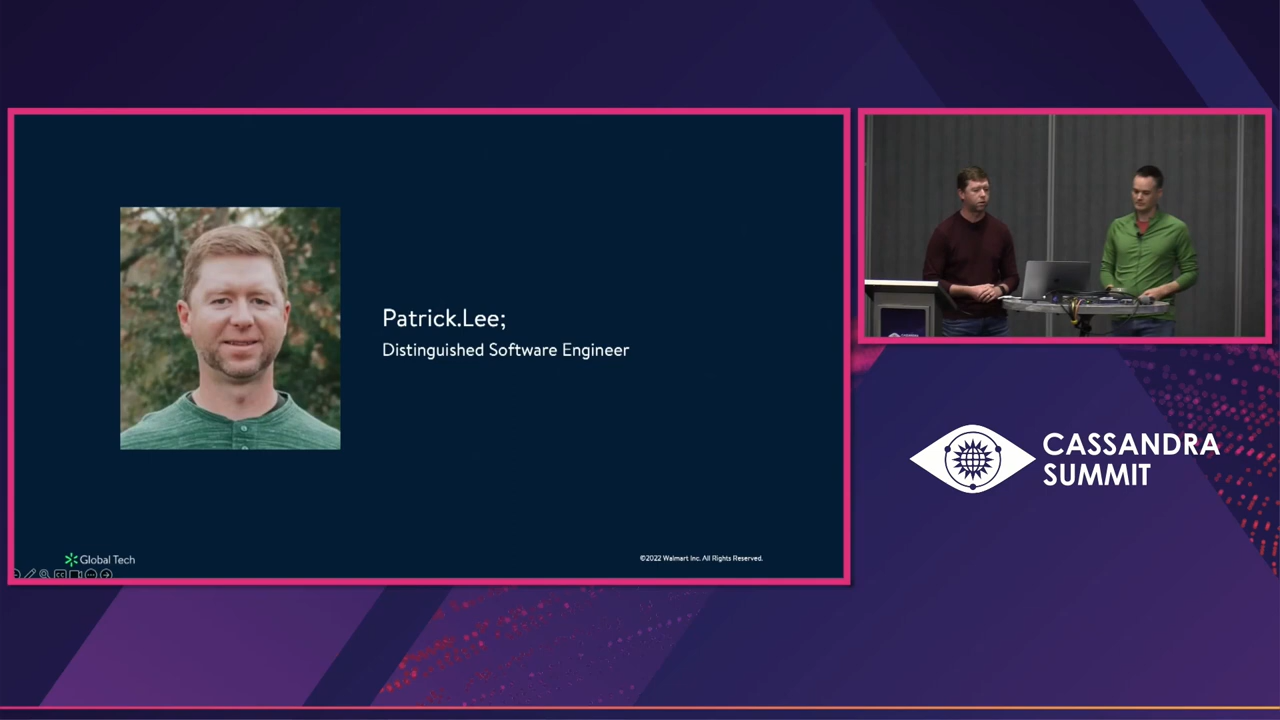 Patrick.Lee;
Distinguished Software Engineer
Global Tech
©2022 Walmart Inc. All Rights Reserved.
CASSANDRA
SUMMIT